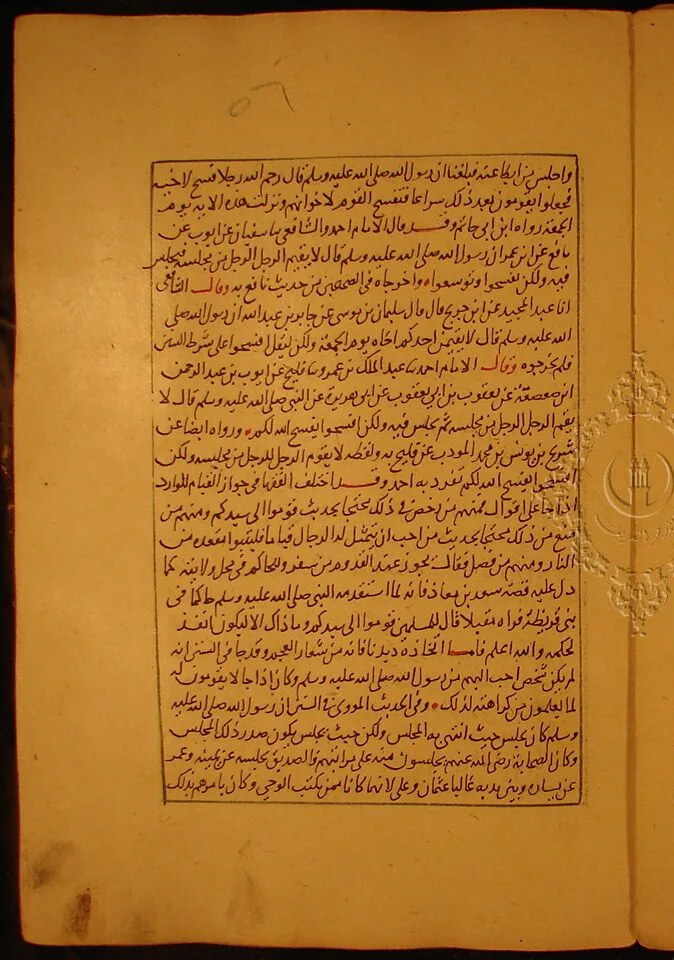 ٥٦
واجلس من ابطا عنه فبلغنا ان رسول الله صلى الله عليه وسلم قال رحم الله رجلا فسح لاخيه
فجعلوا يقومون بعد ذلك سراعا فتفسح القوم لاخوانهم ونزلت هذه الاية يوم
الجمعة رواه ابن ابي حاتم وقد قال الامام احمد والشافعي سا سفيان عن ايوب عن
نافع عن ابن عمر ان رسول الله صلى الله عليه وسلم قال لا يقيم الرجل الرجل من مجلسه فيجلس
فيه ولكن تفسحوا وتوسعوا واخرجاه في الصحيحين من حديث نافع به وقال الشافعي
انا عبد المجيد عن ابن جريج قال قال سليمان بن موسى عن جابر بن عبد الله ان رسول الله صلى
الله عليه وسلم قال لا يقيمن احدكم اخاه يوم الجمعة ولكن ليقل افسحوا على شرط السنن
فلم يخرجوه وقال الامام احمد سا عبد الملك بن عمرو سا فليح عن ايوب بن عبد الرحمن
ابن صعصعة عن يعقوب بن ابي يعقوب عن ابي هريرة عن النبي صلى الله عليه وسلم قال لا
يقيم الرجل الرجل من مجلسه ثم يجلس فيه ولكن افسحوا يفسح الله لكم ورواه ايضا عن
شريح بن يونس بن محمد المودب عن فليح به ولفظه لا يقوم الرجل للرجل من مجلسه ولكن
افسحوا يفسح الله لكم تفرد به احمد وقد اختلف الفقها في جواز القيام للوارد
اذا جا على اقوال فمنهم من رخص في ذلك محتجا بحديث قوموا الى سيدكم ومنهم من
منع من ذلك محتجا بحديث من احب ان يتمثل له الرجال قياما فليتبوا مقعده من
النار ومنهم من فصل فقال يجوز عند القدوم من سفر وللحاكم في محل ولايته كما
دل عليه قصة سعد بن معاذ فانه لما استقدمه النبي صلى الله عليه وسلم حاكما في
بني قريظة فراه مقبلا قال للمسلمين قوموا الى سيدكم وما ذاك الا ليكون انفذ
لحكمه والله اعلم فاما اتخاذه ديدنا فانه من شعار العجم وقد جا في السنن انه
لم يكن شخص احب اليهم من رسول الله صلى الله عليه وسلم وكان اذا جا لا يقومون له
لما يعلمون من كراهته لذلك وفي الحديث المروي في السنن ان رسول الله صلى الله عليه
وسلم كان يجلس حيث انتهى به المجلس ولكن حيث يجلس يكون صدر ذلك المجلس
وكان الصحابة رضي الله عنهم يجلسون منه على مراتبهم فالصديق يجلسه عن يمينه وعمر
عن يساره وبين يديه غالبا عثمان وعلي لانهما كانا ممن يكتب الوحي وكان يامرهم بذلك